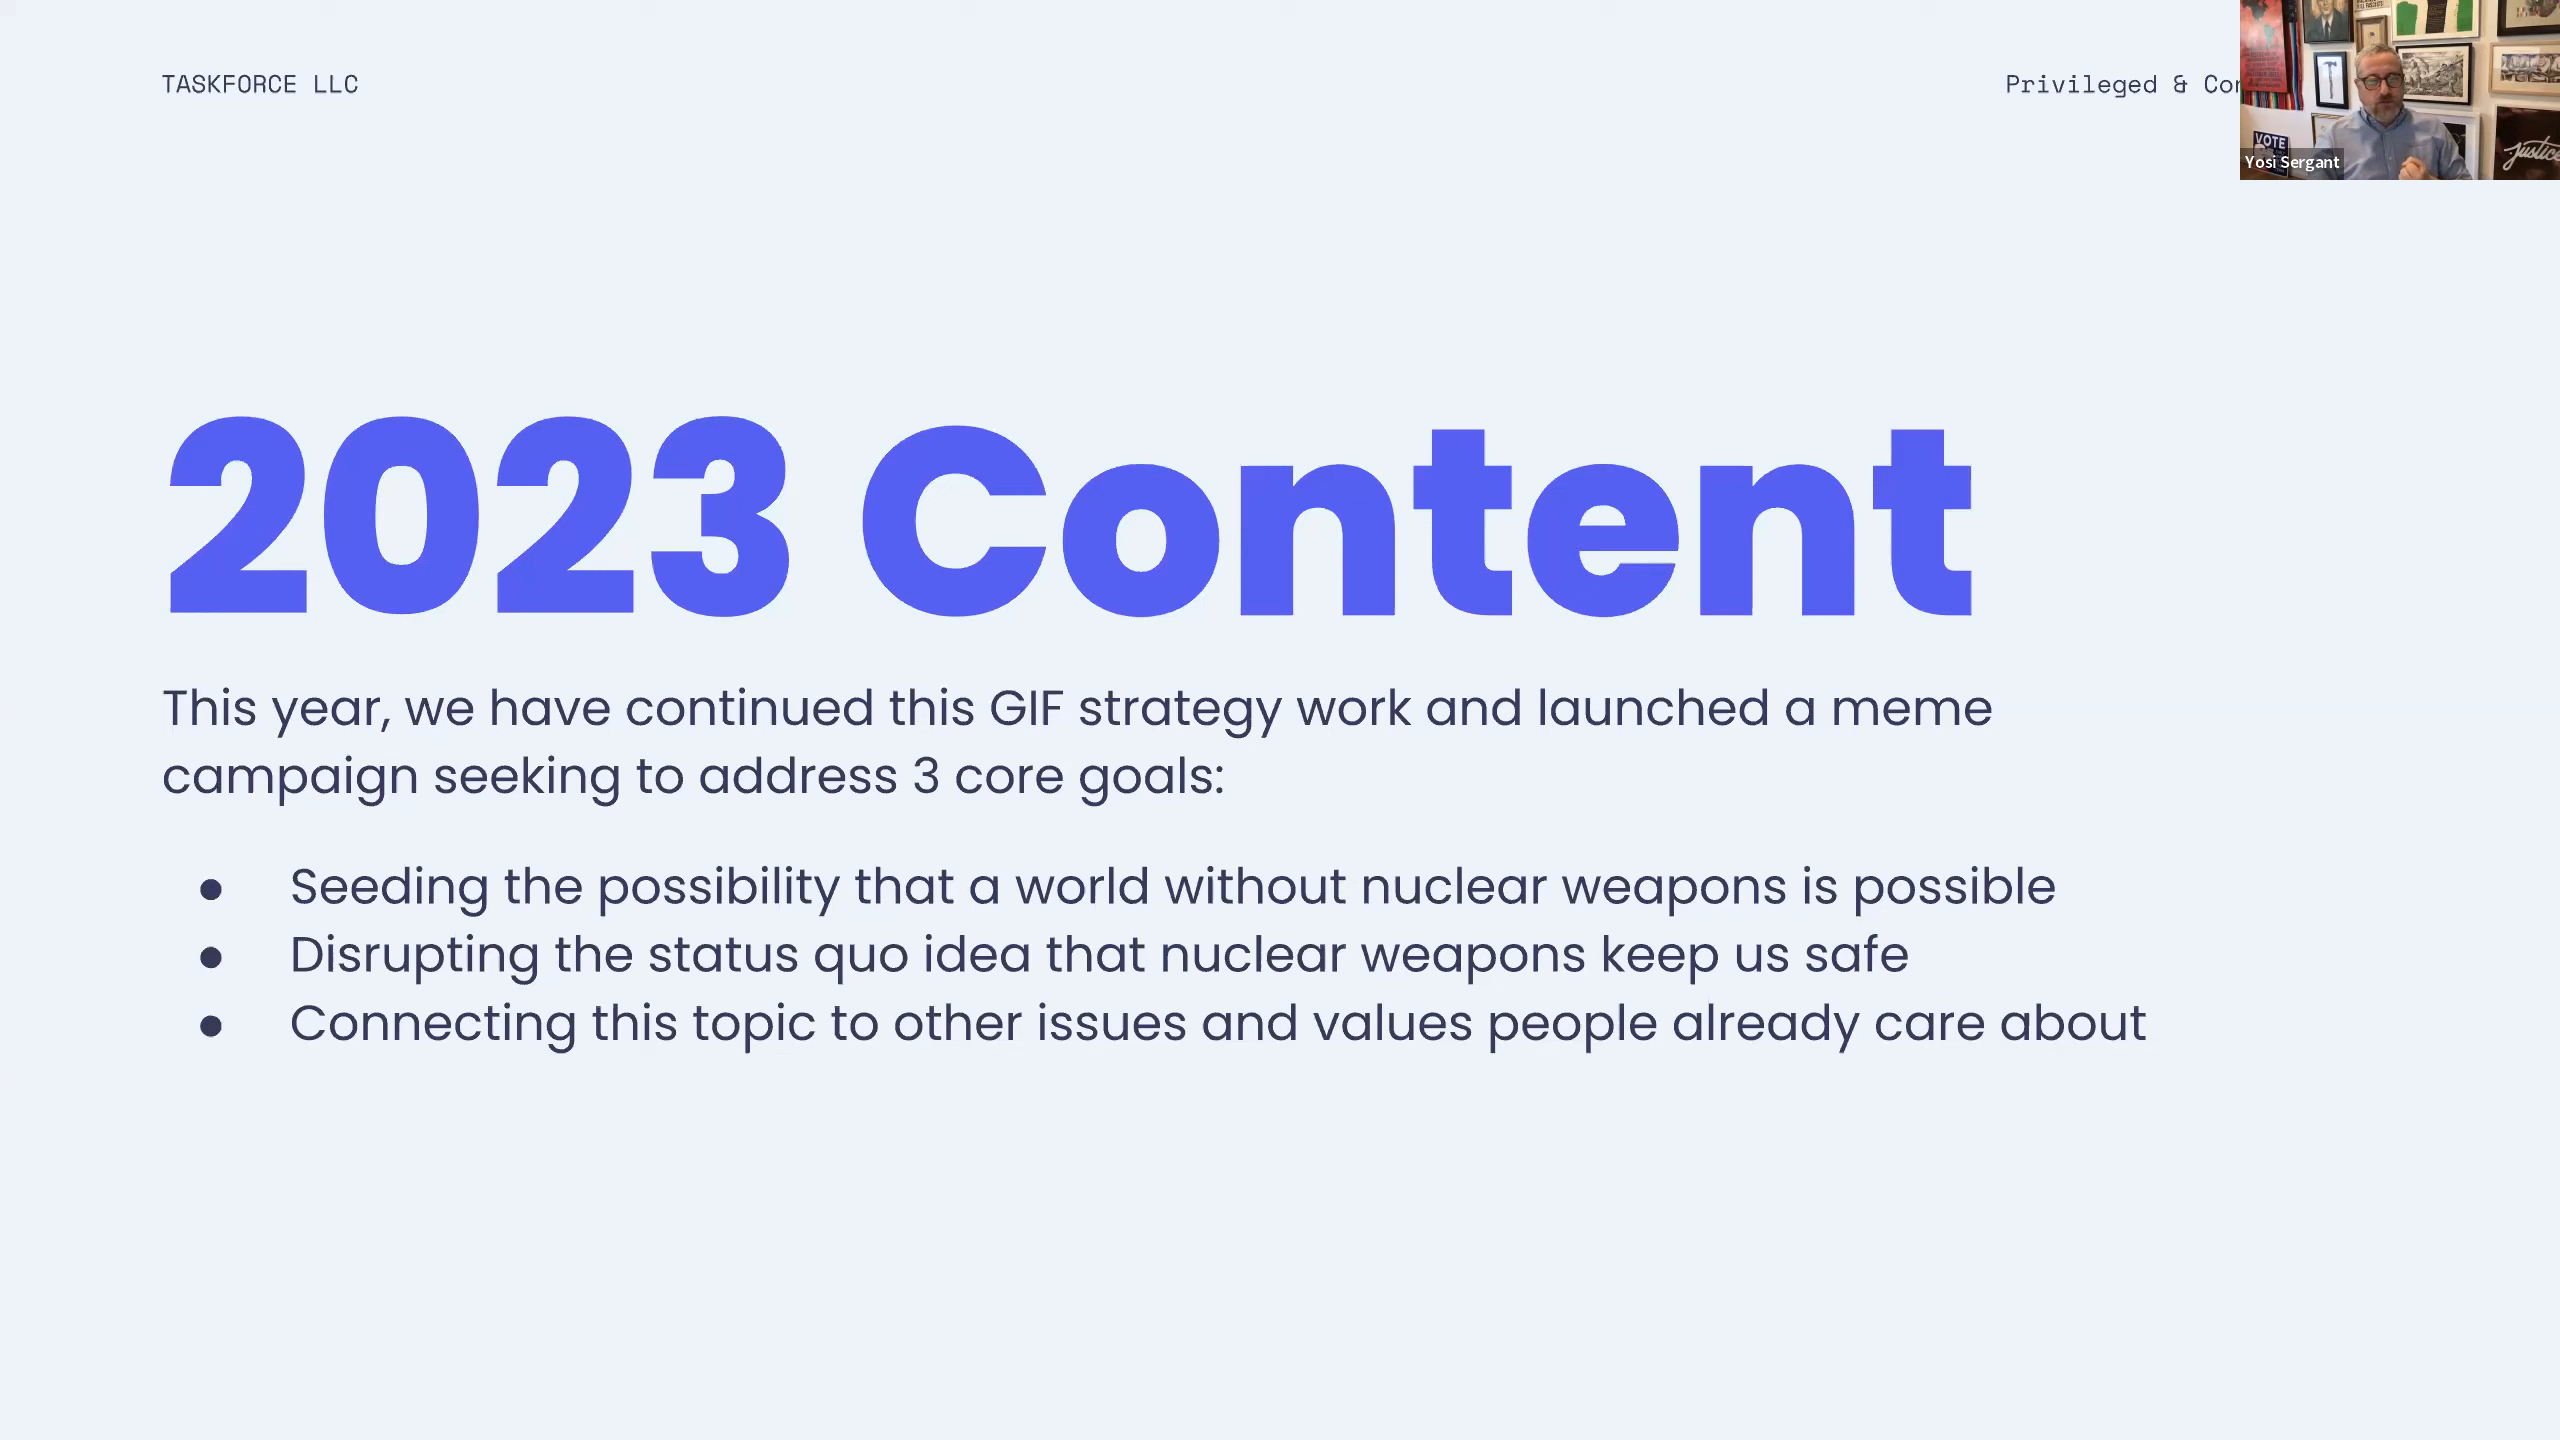 TASKFORCE LLC
Privileged &
2023 Content
This year, we have continued this GIF strategy work and launched a meme
campaign seeking to address 3 core goals:
● Seeding the possibility that a world without nuclear weapons is possible
● Disrupting the status quo idea that nuclear weapons keep us safe
● Connecting this topic to other issues and values people already care about
VOTE
Yosi Sergant
justice